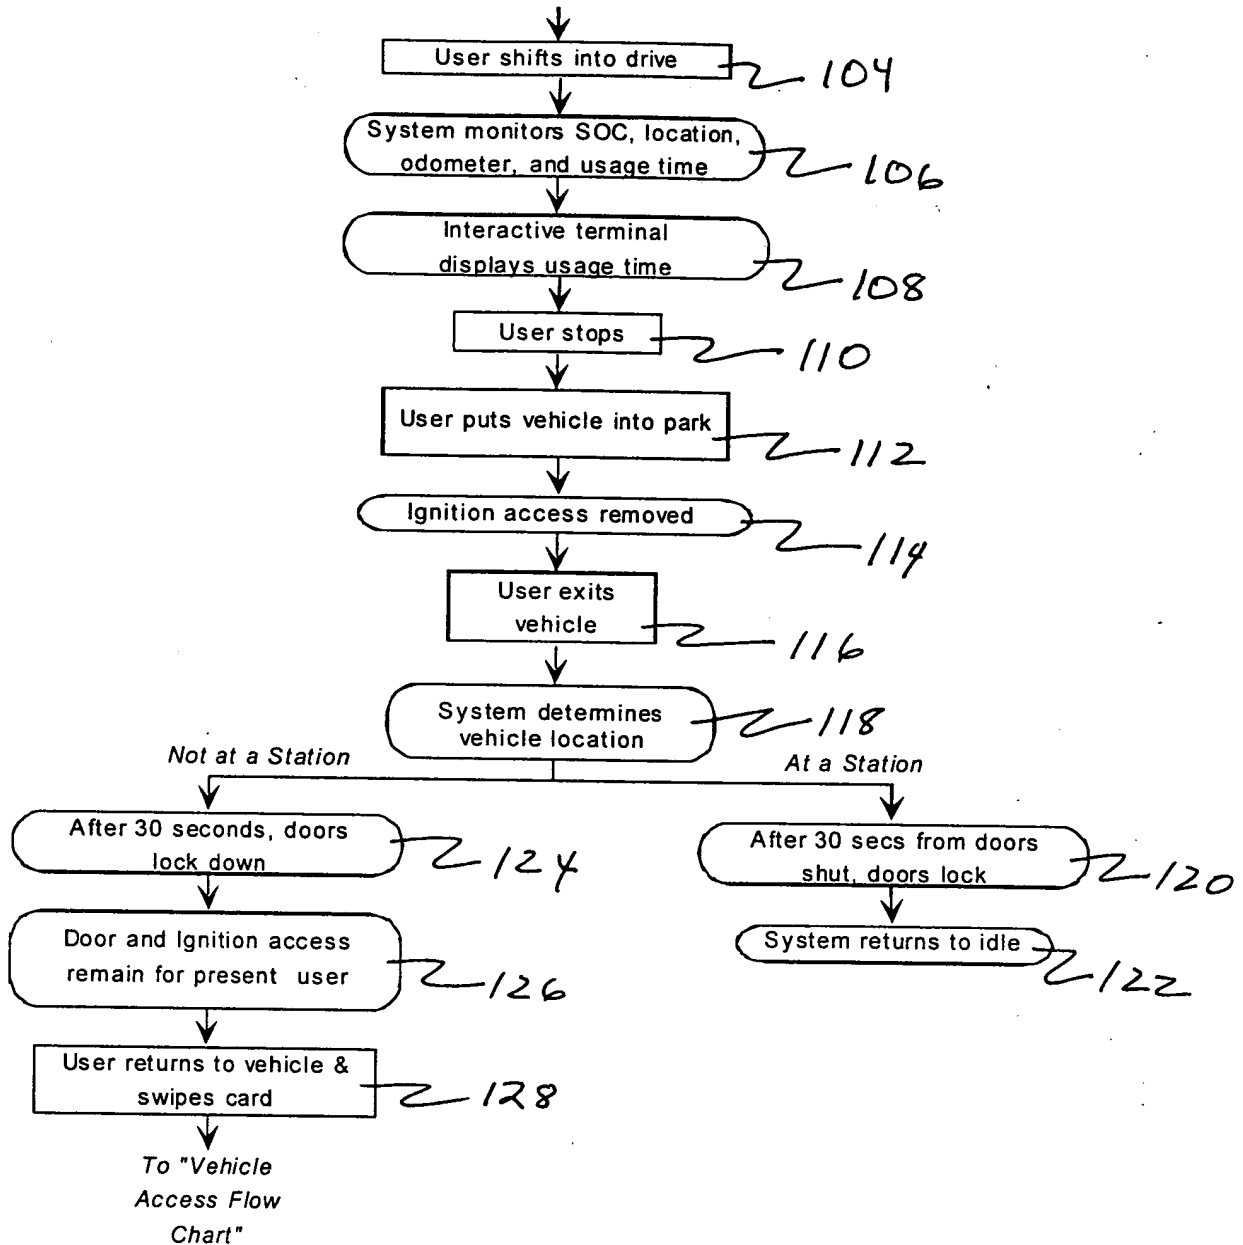 User shifts into drive
104
System monitors SOC, location,
odometer, and usage time
106
Interactive terminal
displays usage time
108
User stops
110
User puts vehicle into park
112
Ignition access removed
114
User exits
vehicle
116
System determines
vehicle location
118
Not at a Station
At a Station
After 30 seconds, doors
lock down
124
After 30 secs from doors
shut, doors lock
120
Door and Ignition access
remain for present user
126
System returns to idle
122
User returns to vehicle &
swipes card
128
To "Vehicle
Access Flow
Chart"